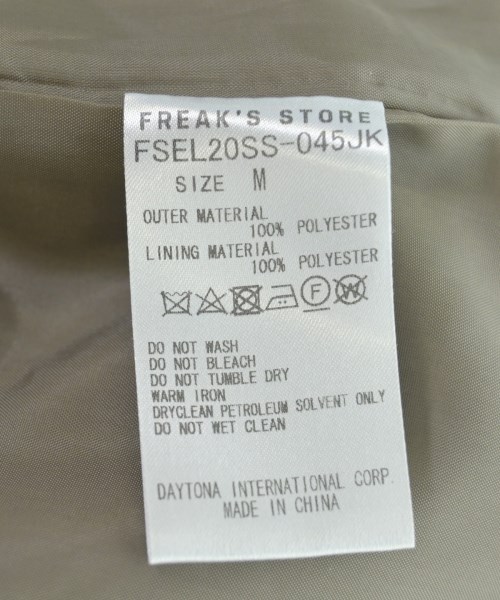 FREAK'S STORE
FSEL20SS-045JK
SIZE M
OUTER MATERIAL
100% POLYESTER
LINING MATERIAL
100% POLYESTER
F W
DO NOT WASH
DO NOT BLEACH
DO NOT TUMBLE DRY
WARM IRON
DRYCLEAN PETROLEUM SOLVENT ONLY
DO NOT WET CLEAN
DAYTONA INTERNATIONAL CORP.
MADE IN CHINA